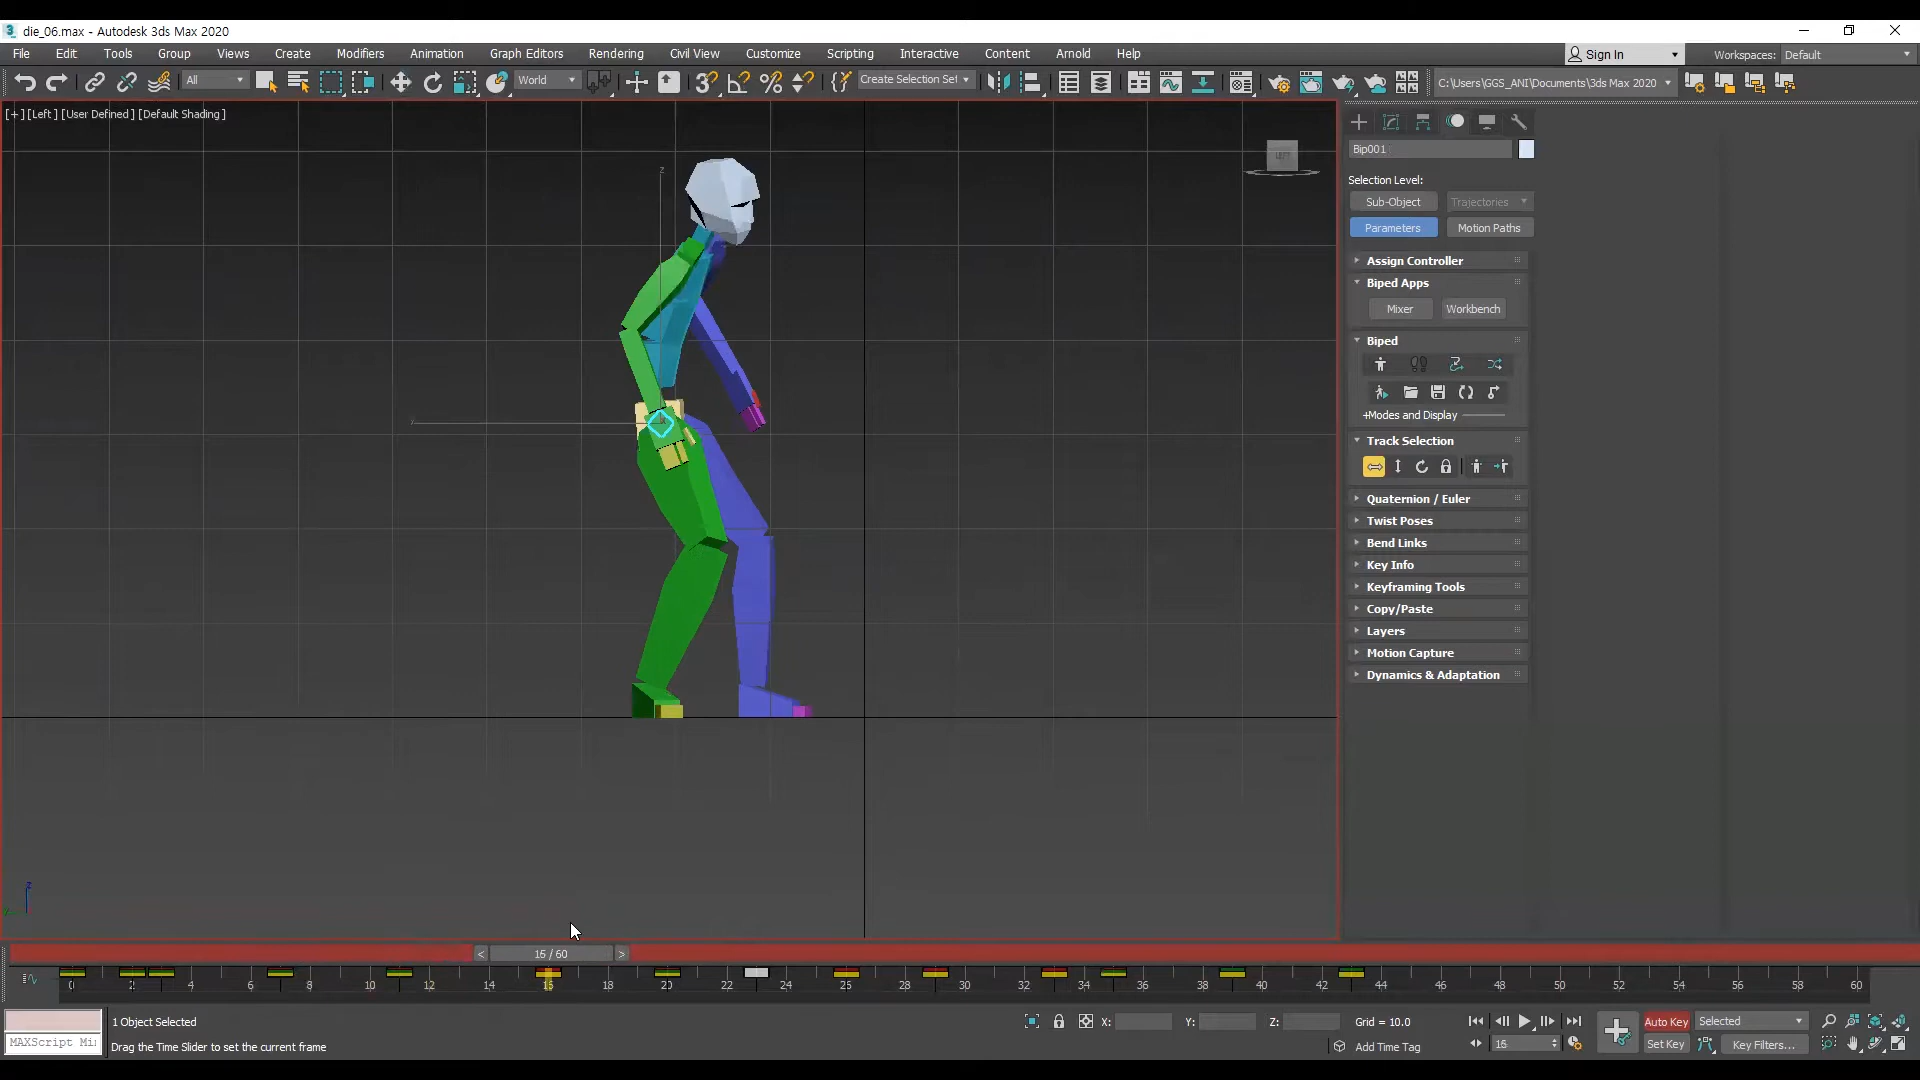 die_06.max - Autodesk 3ds Max 2020
File Edit Tools Group Views Create Modifiers Animation Graph Editors Rendering Civil View Customize Scripting Interactive Content Arnold Help
Sign In
Workspaces: Default
All
World
Create Selection Set
C:\Users\GGS_ANI\Documents\3ds Max 2020
[+] [Left ] [User Defined ] [Default Shading ]
LEFT
z
y
z
y
Bip001
Selection Level:
Sub-Object Trajectories
Parameters Motion Paths
Assign Controller
Biped Apps
Mixer Workbench
Biped
+Modes and Display
Track Selection
Quaternion / Euler
Twist Poses
Bend Links
Key Info
Keyframing Tools
Copy/Paste
Layers
Motion Capture
Dynamics & Adaptation
< 15 / 60 >
0 2 4 6 8 10 12 14 16 18 20 22 24 26 28 30 32 34 36 38 40 42 44 46 48 50 52 54 56 58 60
1 Object Selected
X: Y: Z: Grid = 10.0
Auto Key Selected
MAXScript Mi
Drag the Time Slider to set the current frame
Add Time Tag
15
Set Key Key Filters...